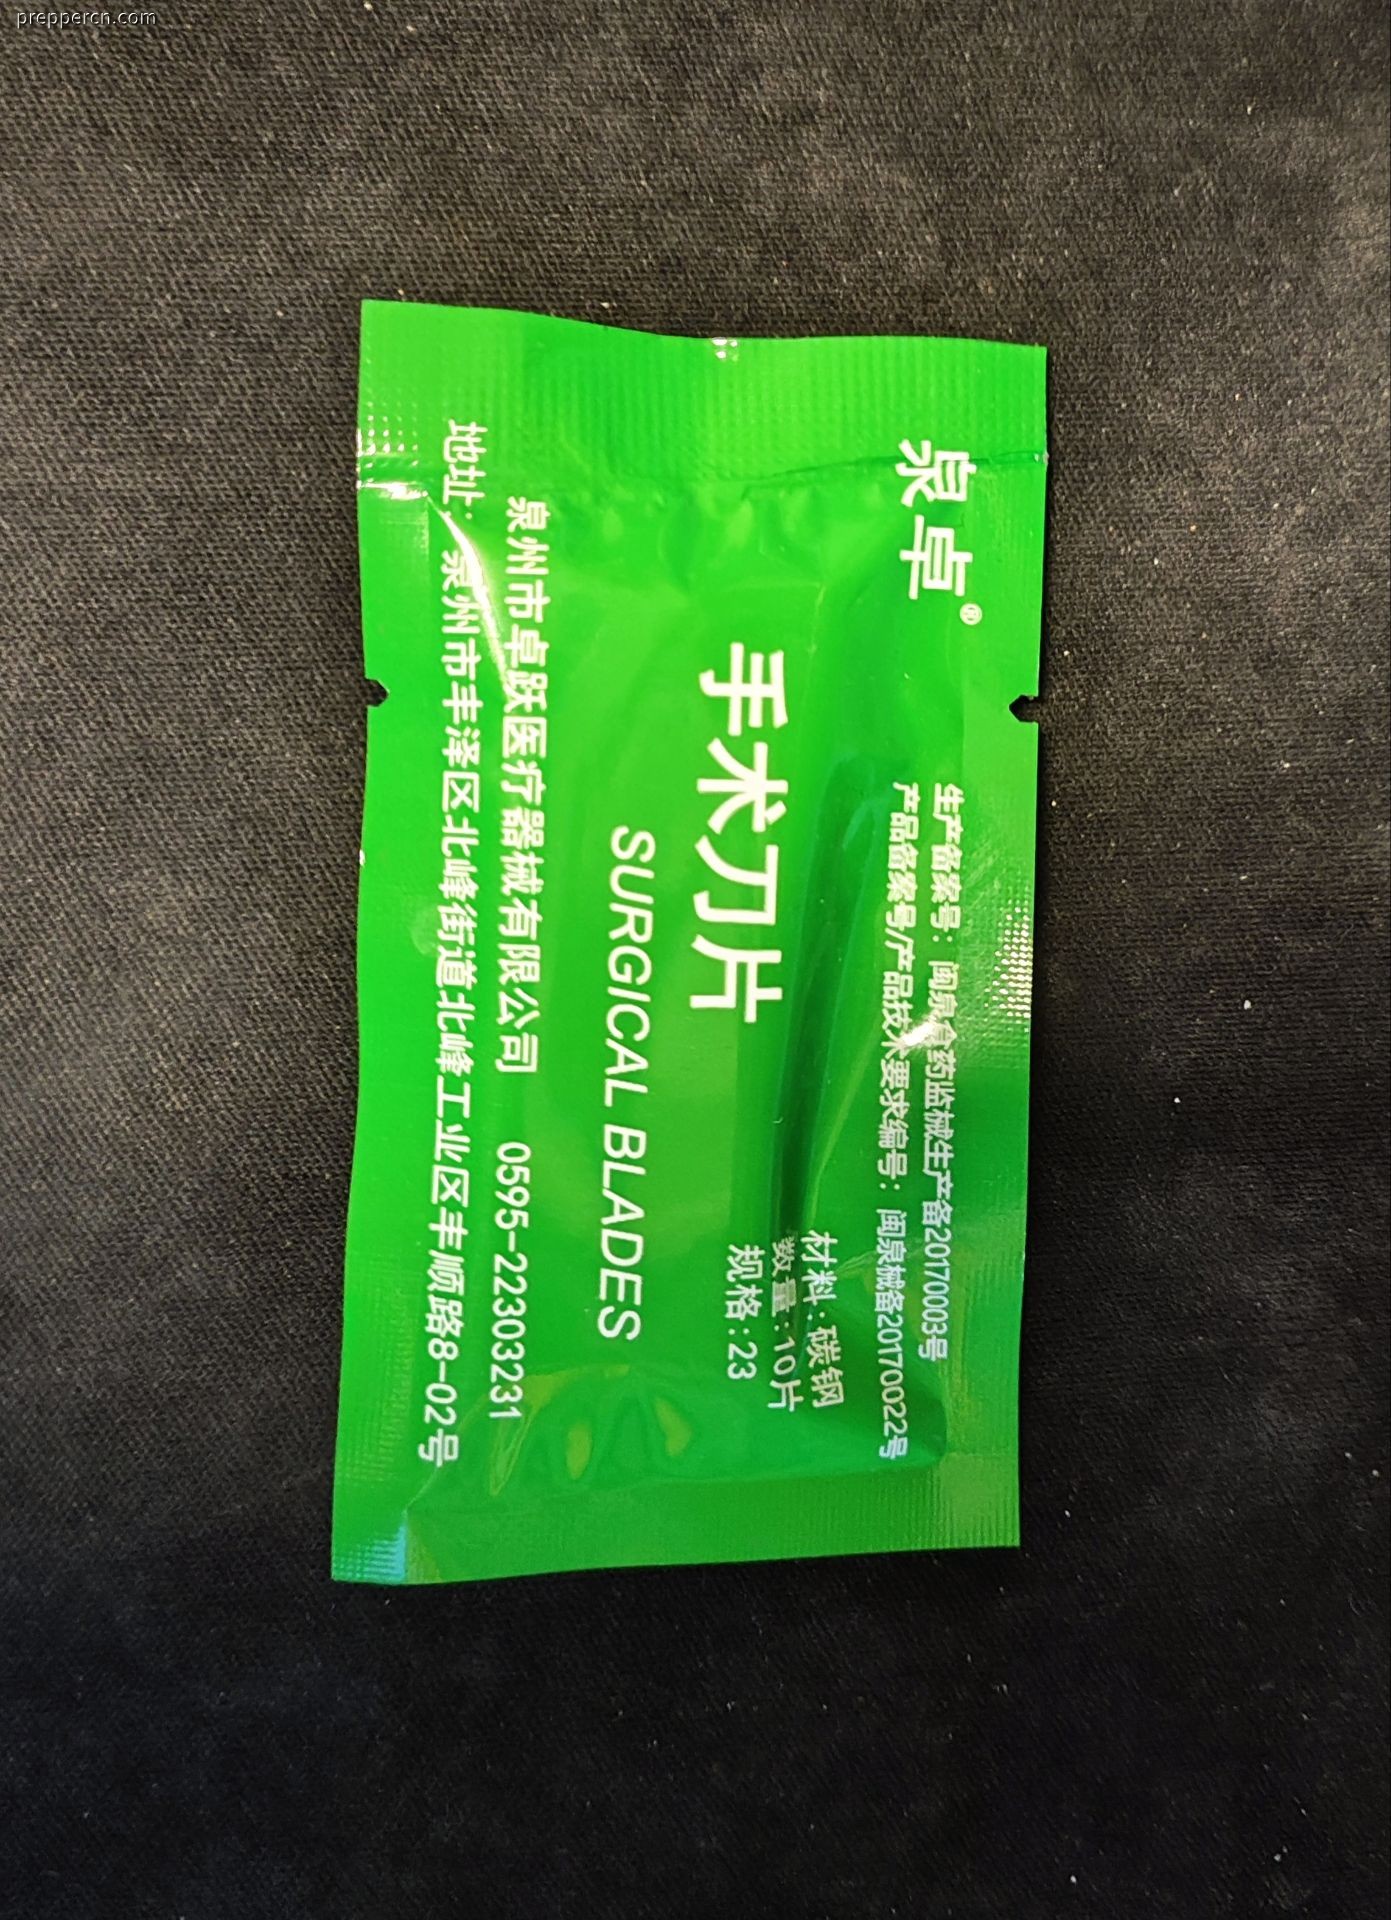 preppercn.com
泉卓®
生产备案号：闽泉食药监械生产备20170003号
产品备案号/产品技术要求编号：闽泉械备20170022号
手术刀片
SURGICAL BLADES
材料:碳钢
数量:10片
规格:23
泉州市卓跃医疗器械有限公司 0595-22303231
地址：泉州市丰泽区北峰街道北峰工业区丰顺路8-02号